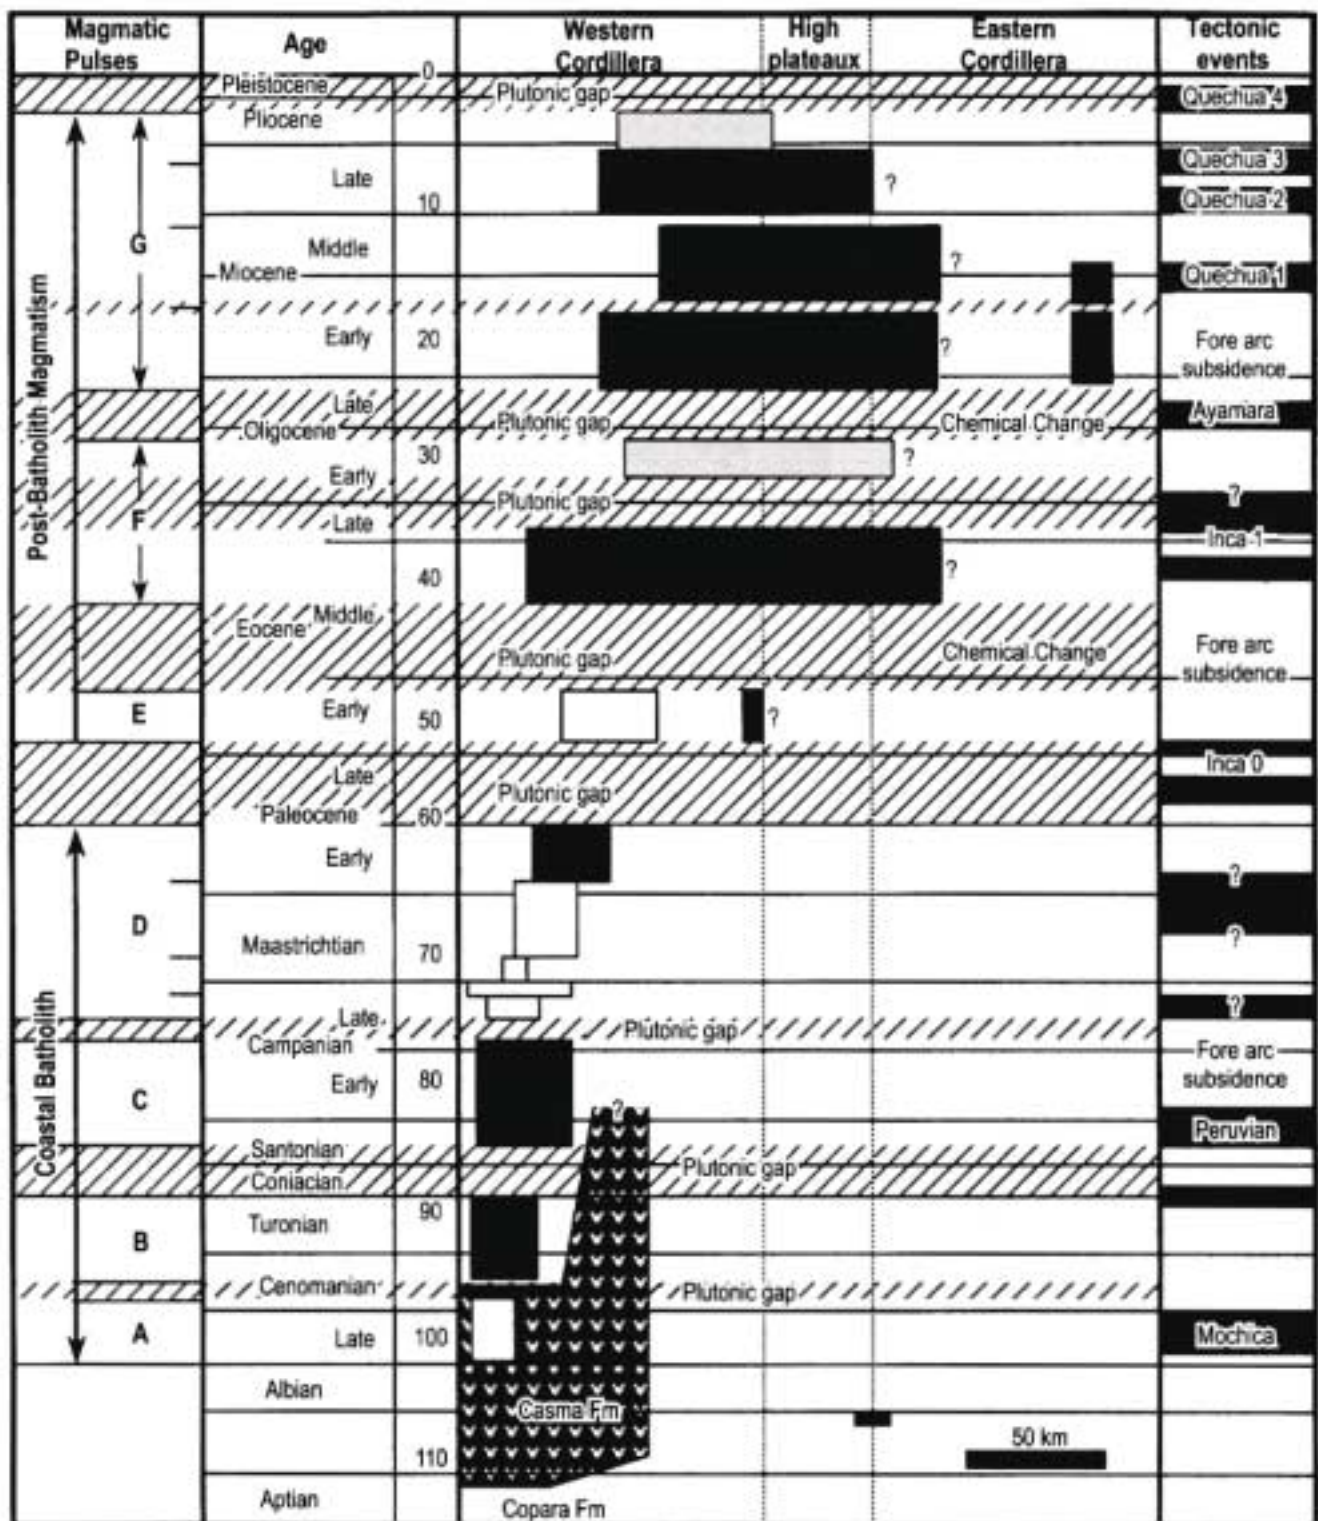 Magmatic
Pulses
Age
Western
Cordillera
High
plateaux
Eastern
Cordillera
Tectonic
events
0
Pleistocene
Plutonic gap
Quechua 4
Pliocene
Late
?
Quechua 3
10
Quechua 2
G
Middle
Miocene
?
Quechua 1
Early
20
?
Fore arc
subsidence
Post-Batholith Magmatism
Late
Oligocene
Plutonic gap
Chemical Change
Ayamara
30
?
Early
F
Plutonic gap
?
Late
Inca 1
40
?
Middle
Eocene
Plutonic gap
Chemical Change
Fore arc
subsidence
E
Early
50
?
Late
Plutonic gap
Inca 0
Paleocene
60
Early
?
D
Maastrichtian
70
?
Late
?
Plutonic gap
Campanian
Fore arc
subsidence
Coastal Batholith
C
Early
80
?
Peruvian
Santonian
Plutonic gap
Coniacian
90
Turonian
B
Cenomanian
Plutonic gap
A
Late
100
Mochica
Albian
Casma Fm
50 km
110
Aptian
Copara Fm